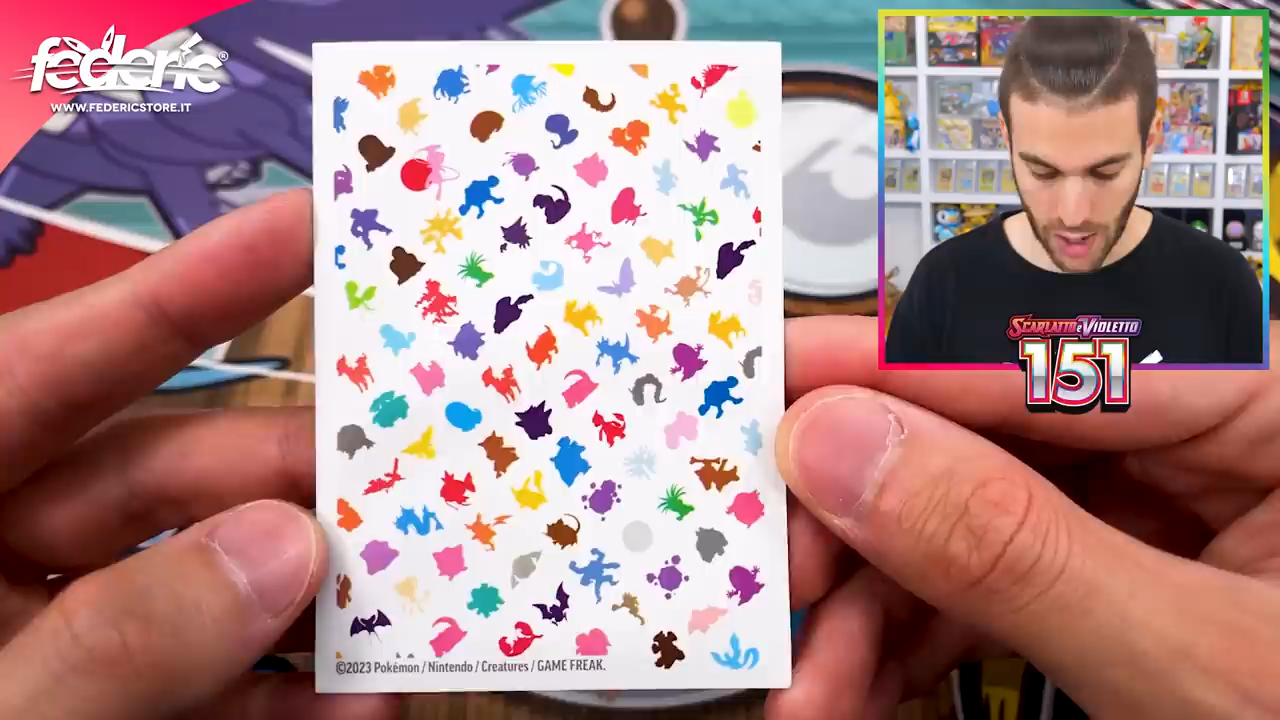 federic®
WWW.FEDERICSTORE.IT
SCARLATTO e VIOLETTO
151
©2023 Pokémon / Nintendo / Creatures / GAME FREAK.